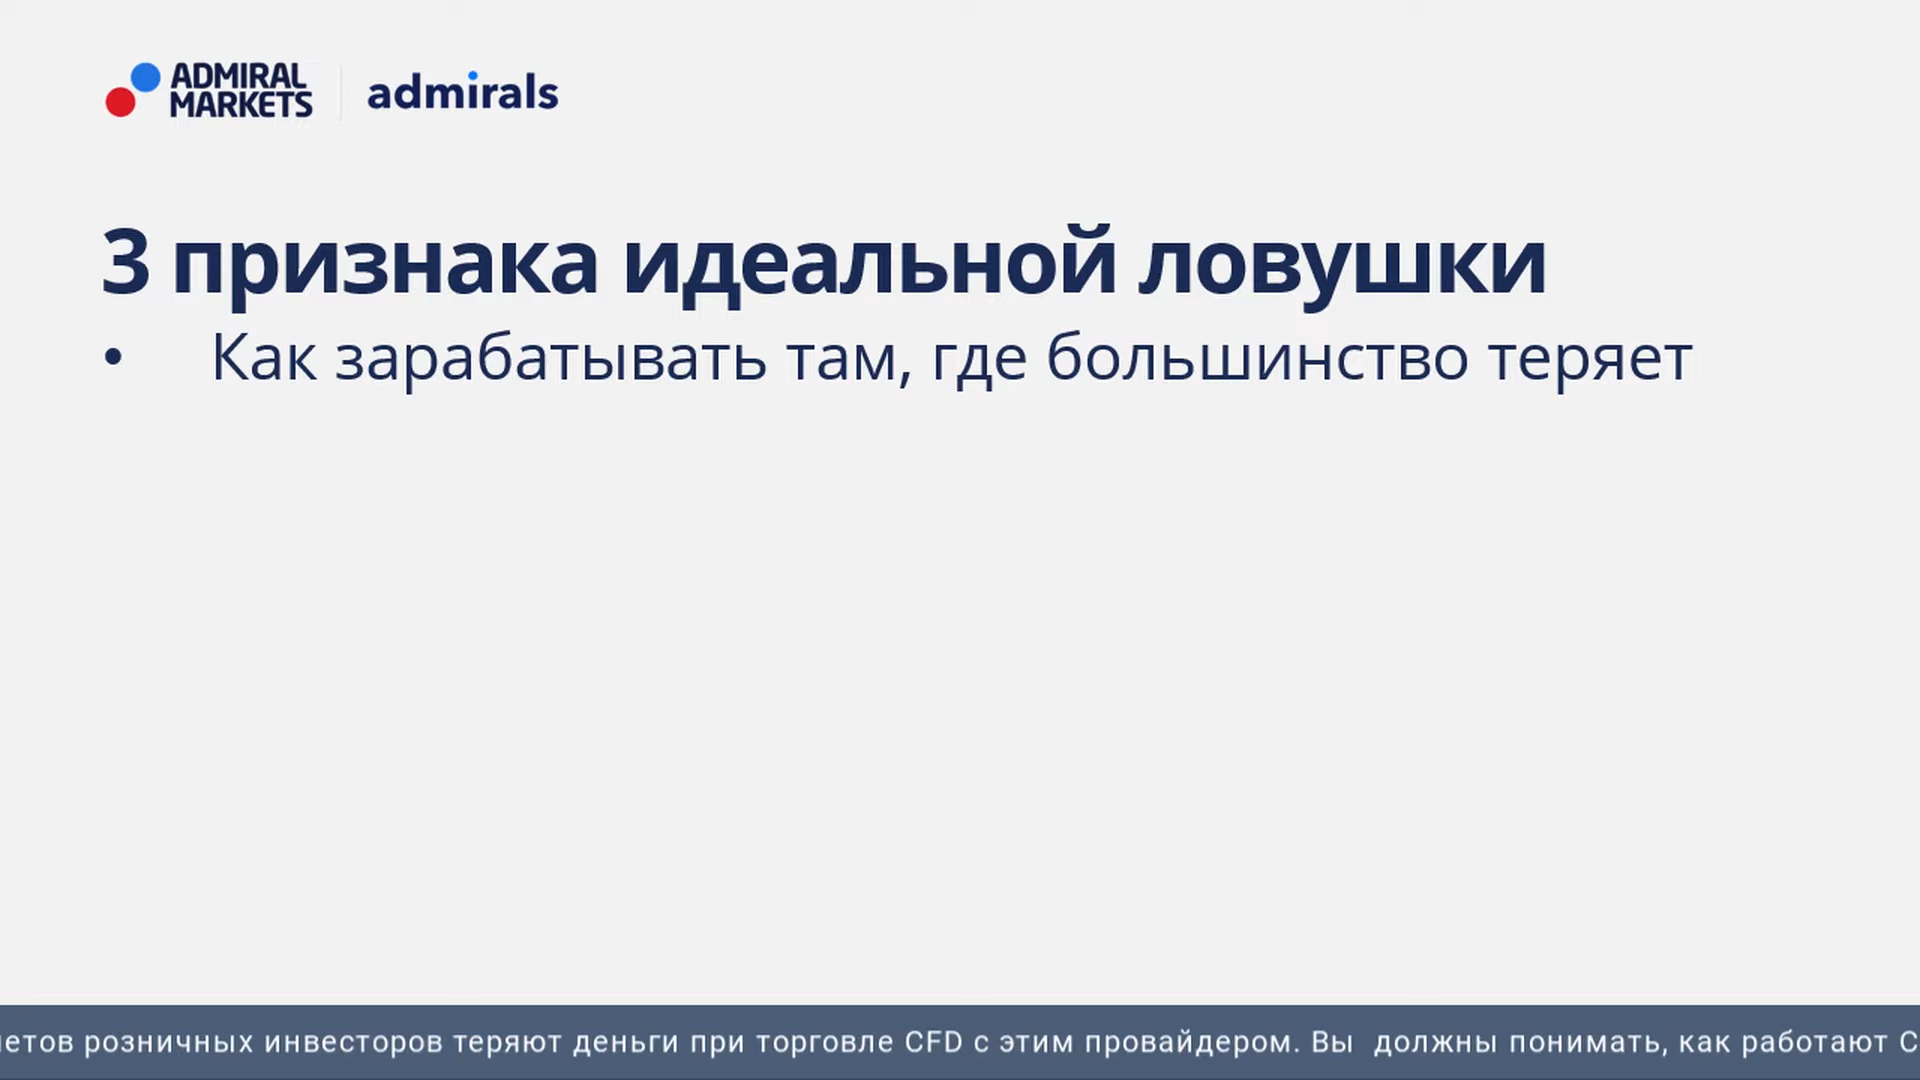 ADMIRAL
MARKETS
admirals
3 признака идеальной ловушки
• Как зарабатывать там, где большинство теряет
розничных инвесторов теряют деньги при торговле CFD с этим провайдером. Вы должны понимать, как работают